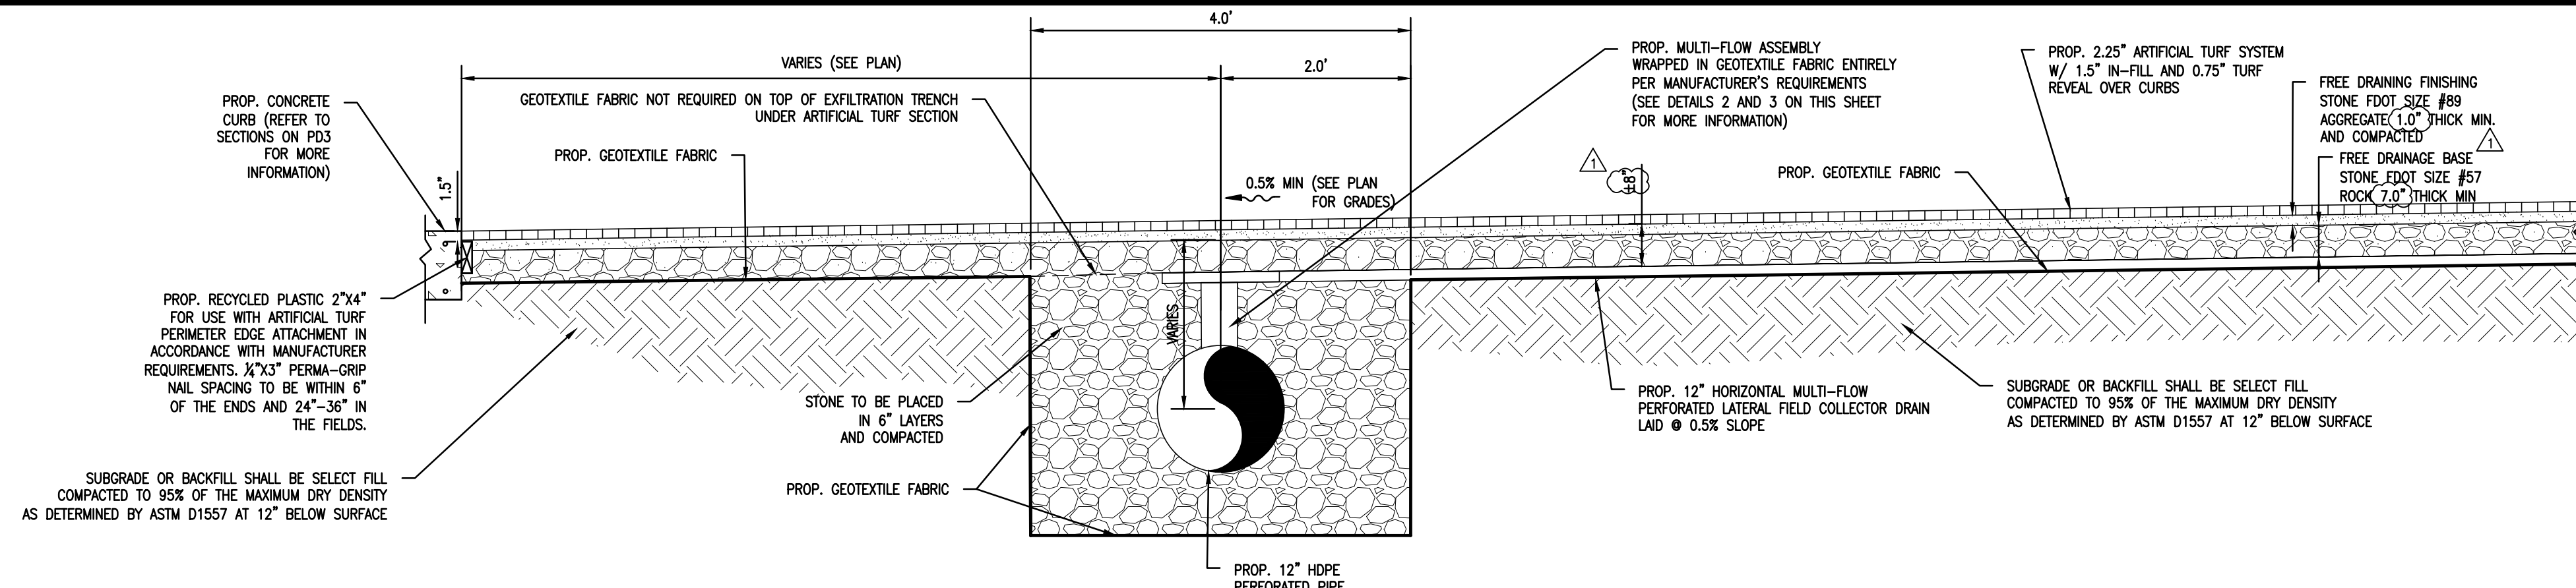 4.0'
VARIES (SEE PLAN)
2.0'
PROP. CONCRETE
CURB (REFER TO
SECTIONS ON PD3
FOR MORE
INFORMATION)
GEOTEXTILE FABRIC NOT REQUIRED ON TOP OF EXFILTRATION TRENCH
UNDER ARTIFICIAL TURF SECTION
PROP. GEOTEXTILE FABRIC
1.5"
0.5% MIN (SEE PLAN
FOR GRADES)
PROP. MULTI-FLOW ASSEMBLY
WRAPPED IN GEOTEXTILE FABRIC ENTIRELY
PER MANUFACTURER'S REQUIREMENTS
(SEE DETAILS 2 AND 3 ON THIS SHEET
FOR MORE INFORMATION)
1
±8"
PROP. GEOTEXTILE FABRIC
PROP. 2.25" ARTIFICIAL TURF SYSTEM
W/ 1.5" IN-FILL AND 0.75" TURF
REVEAL OVER CURBS
FREE DRAINING FINISHING
STONE FDOT SIZE #89
AGGREGATE 1.0" THICK MIN.
AND COMPACTED
1
FREE DRAINAGE BASE
STONE FDOT SIZE #57
ROCK 7.0" THICK MIN
PROP. RECYCLED PLASTIC 2"X4"
FOR USE WITH ARTIFICIAL TURF
PERIMETER EDGE ATTACHMENT IN
ACCORDANCE WITH MANUFACTURER
REQUIREMENTS. ¼"X3" PERMA-GRIP
NAIL SPACING TO BE WITHIN 6"
OF THE ENDS AND 24"-36" IN
THE FIELDS.
SUBGRADE OR BACKFILL SHALL BE SELECT FILL
COMPACTED TO 95% OF THE MAXIMUM DRY DENSITY
AS DETERMINED BY ASTM D1557 AT 12" BELOW SURFACE
VARIES
STONE TO BE PLACED
IN 6" LAYERS
AND COMPACTED
PROP. GEOTEXTILE FABRIC
PROP. 12" HDPE
PERFORATED PIPE
PROP. 12" HORIZONTAL MULTI-FLOW
PERFORATED LATERAL FIELD COLLECTOR DRAIN
LAID @ 0.5% SLOPE
SUBGRADE OR BACKFILL SHALL BE SELECT FILL
COMPACTED TO 95% OF THE MAXIMUM DRY DENSITY
AS DETERMINED BY ASTM D1557 AT 12" BELOW SURFACE